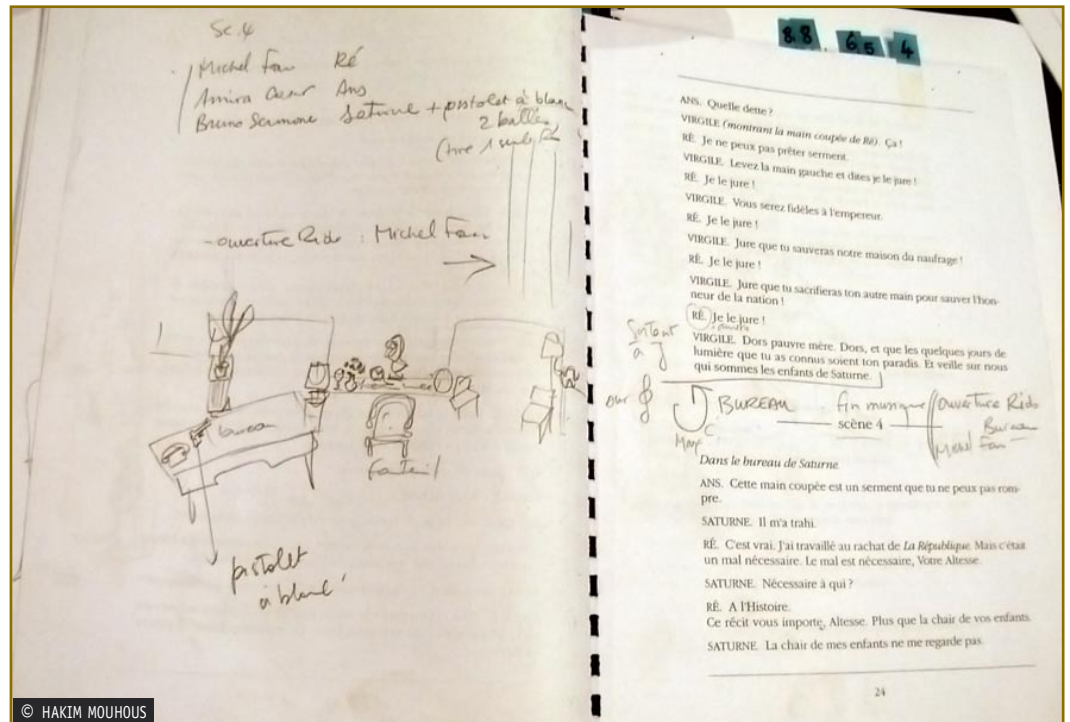 Sc. 4
Michel Fau Ré
Amira Ans
Bruno Saturne + pistolet à blanc
2 balles
(tire 1 seule
- ouverture Rido : Michel Fau
bureau
fauteuil
pistolet
à blanc
8.8 6.5 4
ANS. Quelle dette ?
VIRGILE (montrant la main coupée de Ré). Ça !
RÉ. Je ne peux pas prêter serment.
VIRGILE. Levez la main gauche et dites je le jure !
RÉ. Je le jure !
VIRGILE. Vous serez fidèles à l'empereur.
RÉ. Je le jure !
VIRGILE. Jure que tu sauveras notre maison du naufrage !
RÉ. Je le jure !
VIRGILE. Jure que tu sacrifieras ton autre main pour sauver l'hon-
neur de la nation !
RÉ. Je le jure !
VIRGILE. Dors pauvre mère. Dors, et que les quelques jours de
lumière que tu as connus soient ton paradis. Et veille sur nous
qui sommes les enfants de Saturne.
Sortent
à J
BUREAU
fin musique
Ouverture Rido
Bureau
Michel Fau
scène 4
Dans le bureau de Saturne.
ANS. Cette main coupée est un serment que tu ne peux pas rom-
pre.
SATURNE. Il m'a trahi.
RÉ. C'est vrai. J'ai travaillé au rachat de La République. Mais c'était
un mal nécessaire. Le mal est nécessaire, Votre Altesse.
SATURNE. Nécessaire à qui ?
RÉ. A l'Histoire.
Ce récit vous importe, Altesse. Plus que la chair de vos enfants.
SATURNE. La chair de mes enfants ne me regarde pas.
24
© HAKIM MOUHOUS